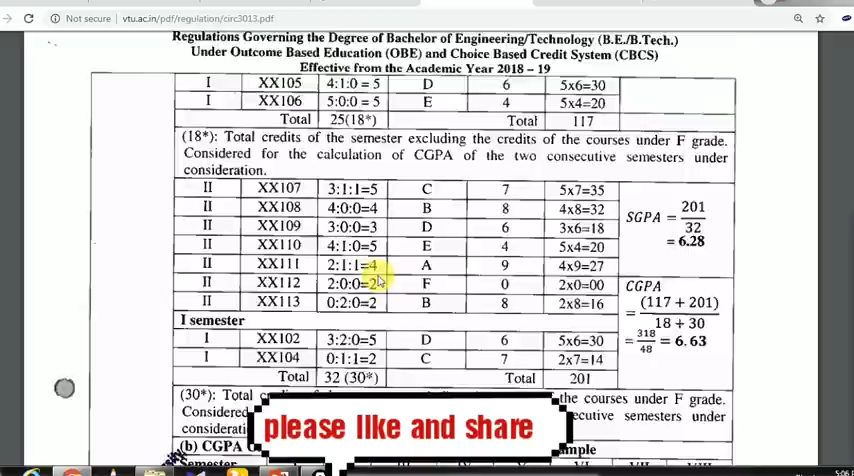 Not secure | vtu.ac.in/pdf/regulation/circ3013.pdf
Regulations Governing the Degree of Bachelor of Engineering/Technology (B.E./B.Tech.)
Under Outcome Based Education (OBE) and Choice Based Credit System (CBCS)
Effective from the Academic Year 2018 – 19
I XX105 4:1:0 = 5 D 6 5x6=30
I XX106 5:0:0 = 5 E 4 5x4=20
Total 25(18*) Total 117
(18*): Total credits of the semester excluding the credits of the courses under F grade.
Considered for the calculation of CGPA of the two consecutive semesters under
consideration.
II XX107 3:1:1=5 C 7 5x7=35
II XX108 4:0:0=4 B 8 4x8=32
II XX109 3:0:0=3 D 6 3x6=18
II XX110 4:1:0=5 E 4 5x4=20
II XX111 2:1:1=4 A 9 4x9=27
II XX112 2:0:0=2 F 0 2x0=00
II XX113 0:2:0=2 B 8 2x8=16
SGPA = 201
32
= 6.28
I semester
I XX102 3:2:0=5 D 6 5x6=30
I XX104 0:1:1=2 C 7 2x7=14
Total 32 (30*) Total 201
CGPA
= (117 + 201)
18 + 30
= 318
48 = 6.63
(30*): Total the courses under F grade.
Considered under
(b) CGPA
Semester
please like and share